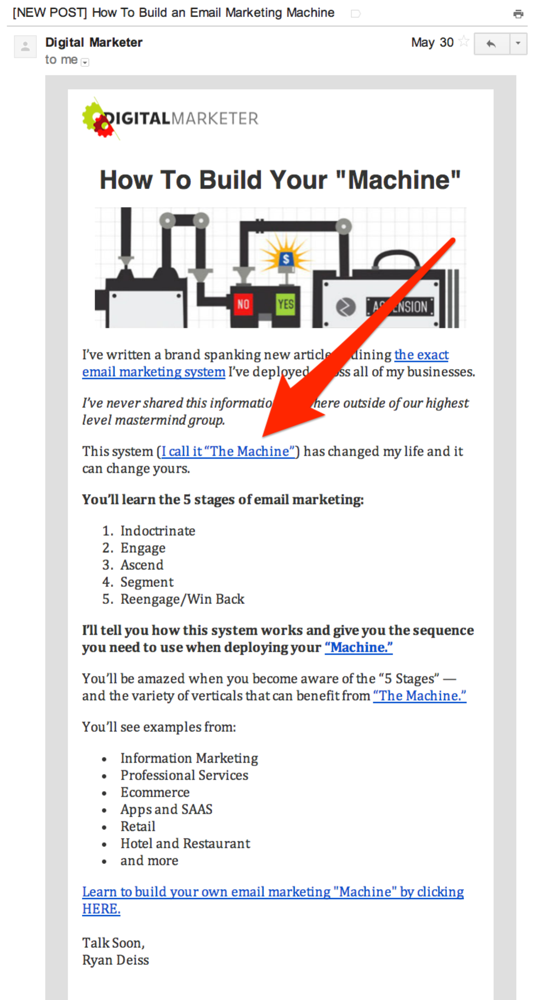 [NEW POST] How To Build an Email Marketing Machine
Digital Marketer
May 30
to me
DIGITALMARKETER
How To Build Your "Machine"
$
NO
YES
I’ve written a brand spanking new article lining the exact
email marketing system I’ve deployed ss all of my businesses.
I’ve never shared this here outside of our highest
level mastermind group.
This system (I call it “The Machine”) has changed my life and it
can change yours.
You’ll learn the 5 stages of email marketing:
1. Indoctrinate
2. Engage
3. Ascend
4. Segment
5. Reengage/Win Back
I’ll tell you how this system works and give you the sequence
you need to use when deploying your “Machine.”
You’ll be amazed when you become aware of the “5 Stages” —
and the variety of verticals that can benefit from “The Machine.”
You’ll see examples from:
• Information Marketing
• Professional Services
• Ecommerce
• Apps and SAAS
• Retail
• Hotel and Restaurant
• and more
Learn to build your own email marketing "Machine" by clicking
HERE.
Talk Soon,
Ryan Deiss